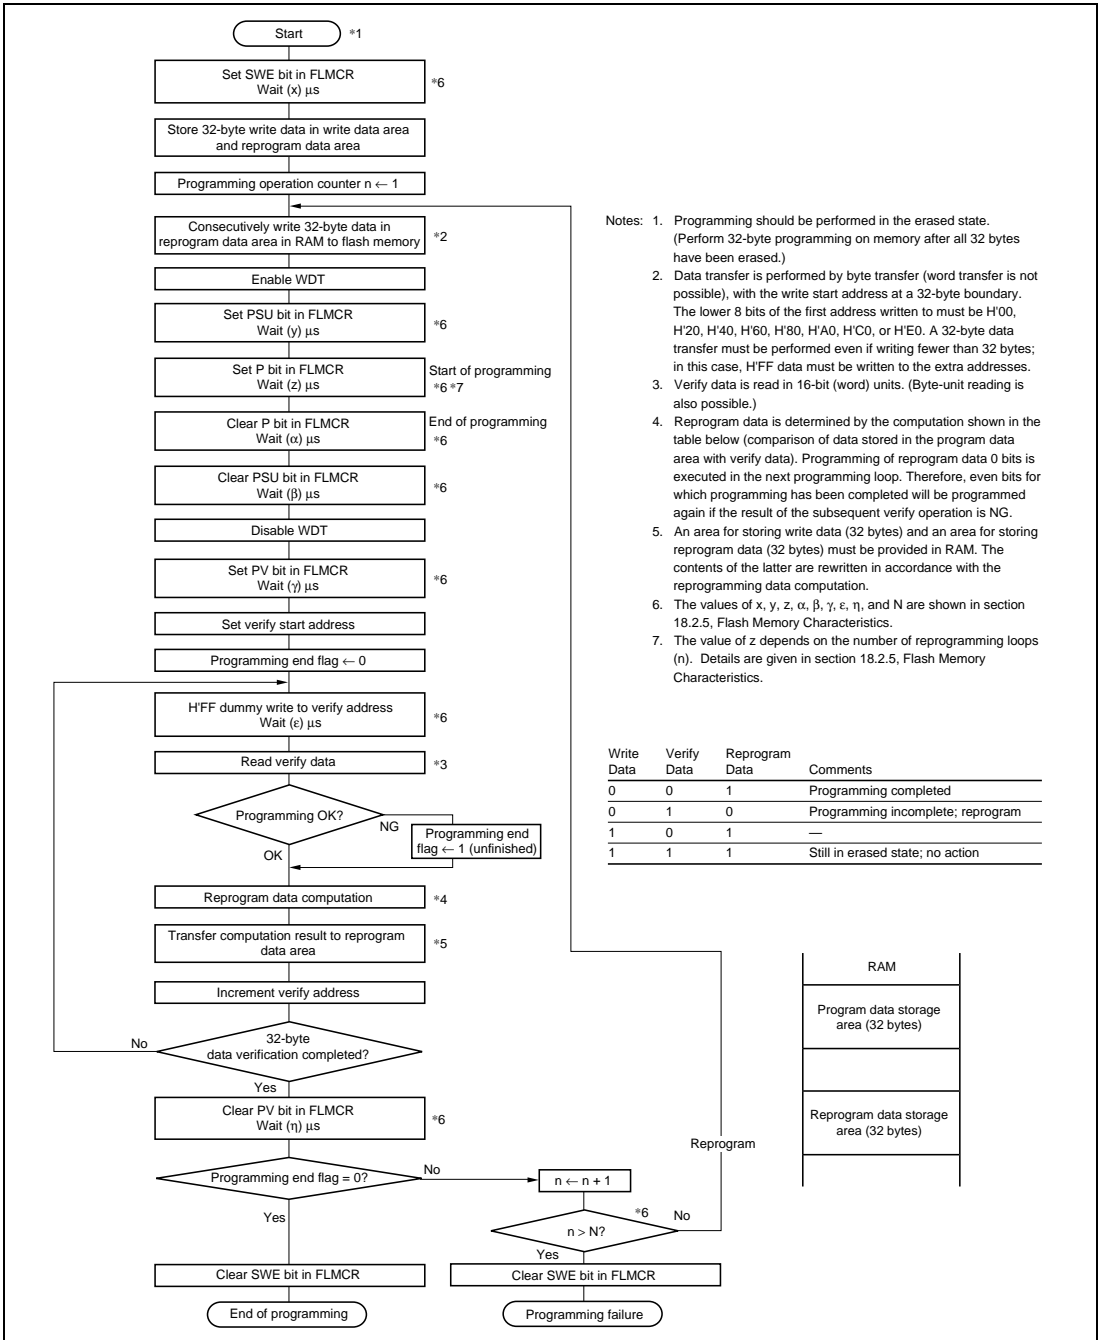 Start *1
Set SWE bit in FLMCR
Wait (x) μs
*6
Store 32-byte write data in write data area
and reprogram data area
Programming operation counter n ← 1
Consecutively write 32-byte data in
reprogram data area in RAM to flash memory
*2
Enable WDT
Set PSU bit in FLMCR
Wait (y) μs
*6
Set P bit in FLMCR
Wait (z) μs
Start of programming
*6 *7
Clear P bit in FLMCR
Wait (α) μs
End of programming
*6
Clear PSU bit in FLMCR
Wait (β) μs
*6
Disable WDT
Set PV bit in FLMCR
Wait (γ) μs
*6
Set verify start address
Programming end flag ← 0
H'FF dummy write to verify address
Wait (ε) μs
*6
Read verify data
*3
Programming OK?
NG
Programming end
flag ← 1 (unfinished)
OK
Reprogram data computation
*4
Transfer computation result to reprogram
data area
*5
Increment verify address
32-byte
data verification completed?
No
Yes
Clear PV bit in FLMCR
Wait (η) μs
*6
Programming end flag = 0?
No
Yes
n ← n + 1
n > N?
*6
No
Reprogram
Yes
Clear SWE bit in FLMCR
Clear SWE bit in FLMCR
End of programming
Programming failure
Notes: 1. Programming should be performed in the erased state.
(Perform 32-byte programming on memory after all 32 bytes
have been erased.)
2. Data transfer is performed by byte transfer (word transfer is not
possible), with the write start address at a 32-byte boundary.
The lower 8 bits of the first address written to must be H'00,
H'20, H'40, H'60, H'80, H'A0, H'C0, or H'E0. A 32-byte data
transfer must be performed even if writing fewer than 32 bytes;
in this case, H'FF data must be written to the extra addresses.
3. Verify data is read in 16-bit (word) units. (Byte-unit reading is
also possible.)
4. Reprogram data is determined by the computation shown in the
table below (comparison of data stored in the program data
area with verify data). Programming of reprogram data 0 bits is
executed in the next programming loop. Therefore, even bits for
which programming has been completed will be programmed
again if the result of the subsequent verify operation is NG.
5. An area for storing write data (32 bytes) and an area for storing
reprogram data (32 bytes) must be provided in RAM. The
contents of the latter are rewritten in accordance with the
reprogramming data computation.
6. The values of x, y, z, α, β, γ, ε, η, and N are shown in section
18.2.5, Flash Memory Characteristics.
7. The value of z depends on the number of reprogramming loops
(n). Details are given in section 18.2.5, Flash Memory
Characteristics.
Write Verify Reprogram
Data Data Data Comments
0 0 1 Programming completed
0 1 0 Programming incomplete; reprogram
1 0 1 —
1 1 1 Still in erased state; no action
RAM
Program data storage
area (32 bytes)
Reprogram data storage
area (32 bytes)